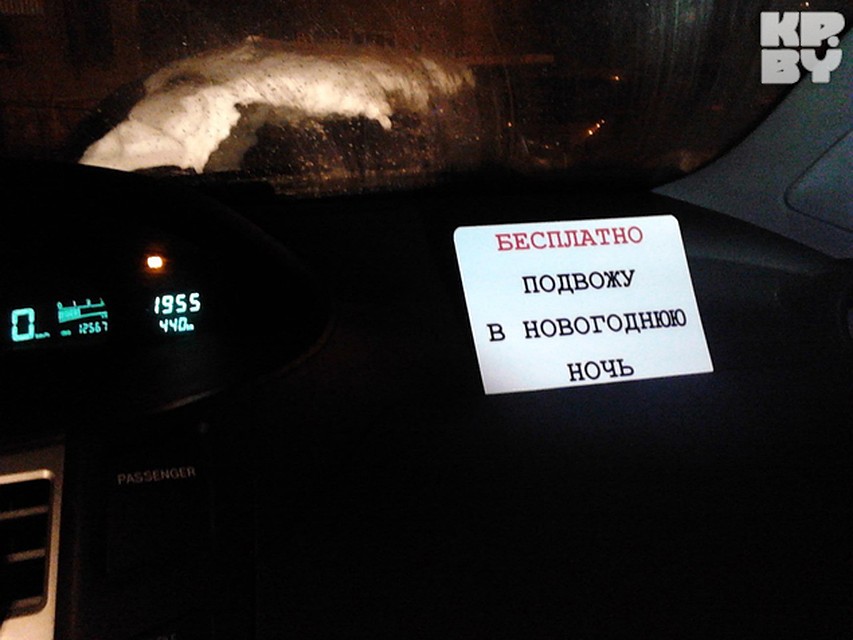 KP.
BY
БЕСПЛАТНО
ПОДВОЖУ
В НОВОГОДНЮЮ
НОЧЬ
1955
440
0
12567
PASSENGER